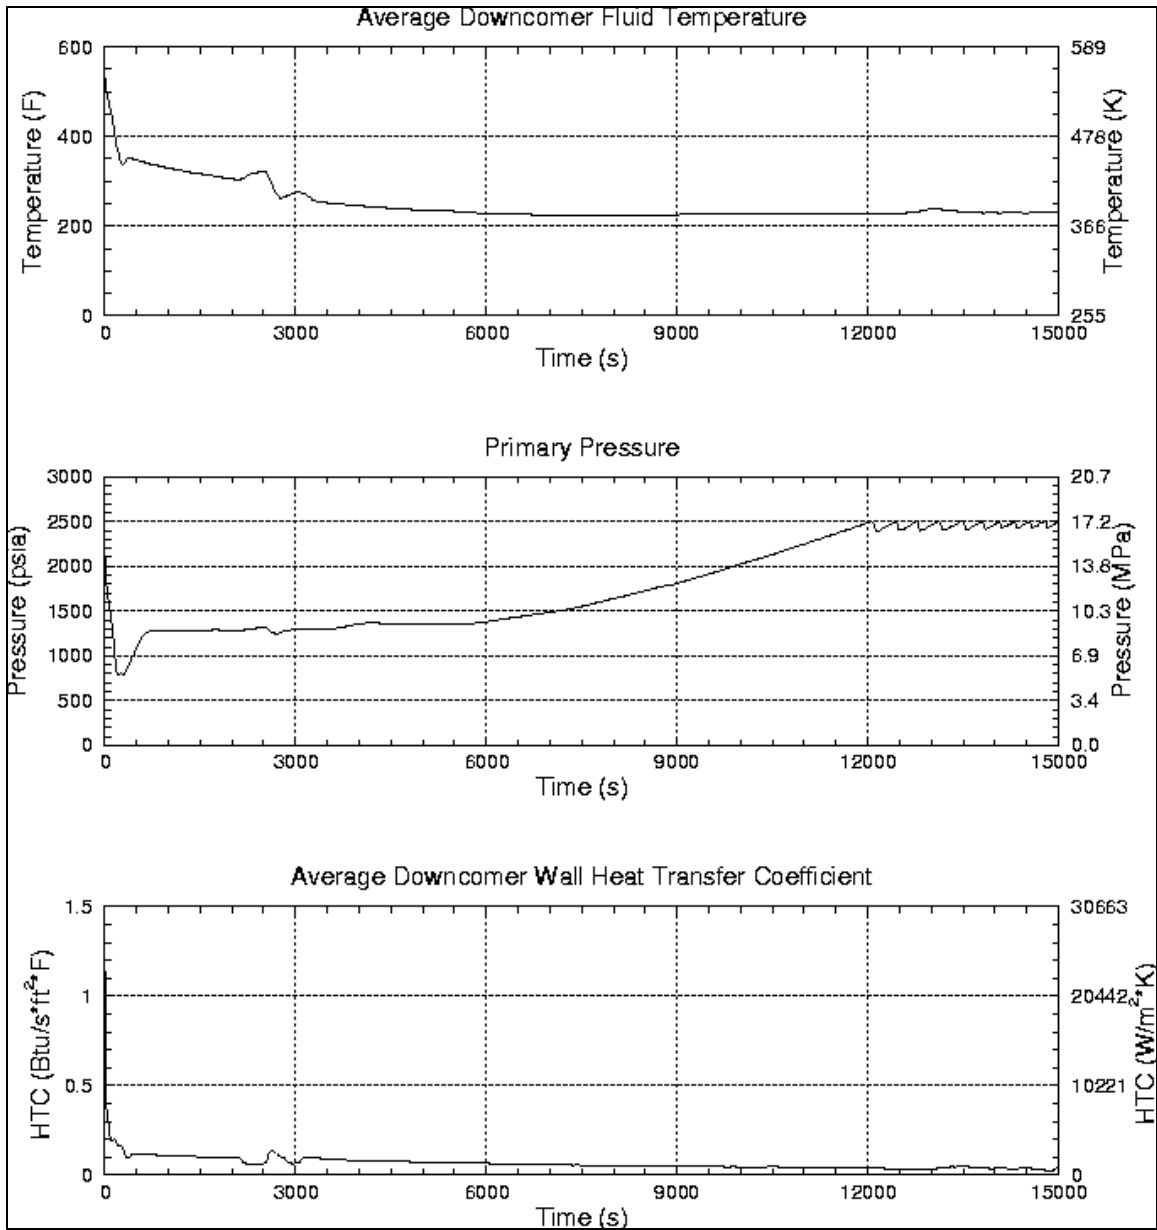 Average Downcomer Fluid Temperature
600 589
400 478
200 366
0 255
Temperature (F)
Temperature (K)
0 3000 6000 9000 12000 15000
Time (s)
Primary Pressure
3000 20.7
2500 17.2
2000 13.8
1500 10.3
1000 6.9
500 3.4
0 0.0
Pressure (psia)
Pressure (MPa)
0 3000 6000 9000 12000 15000
Time (s)
Average Downcomer Wall Heat Transfer Coefficient
1.5 30663
1 20442
0.5 10221
0 0
HTC (Btu/s*ft²*F)
HTC (W/m²*K)
0 3000 6000 9000 12000 15000
Time (s)